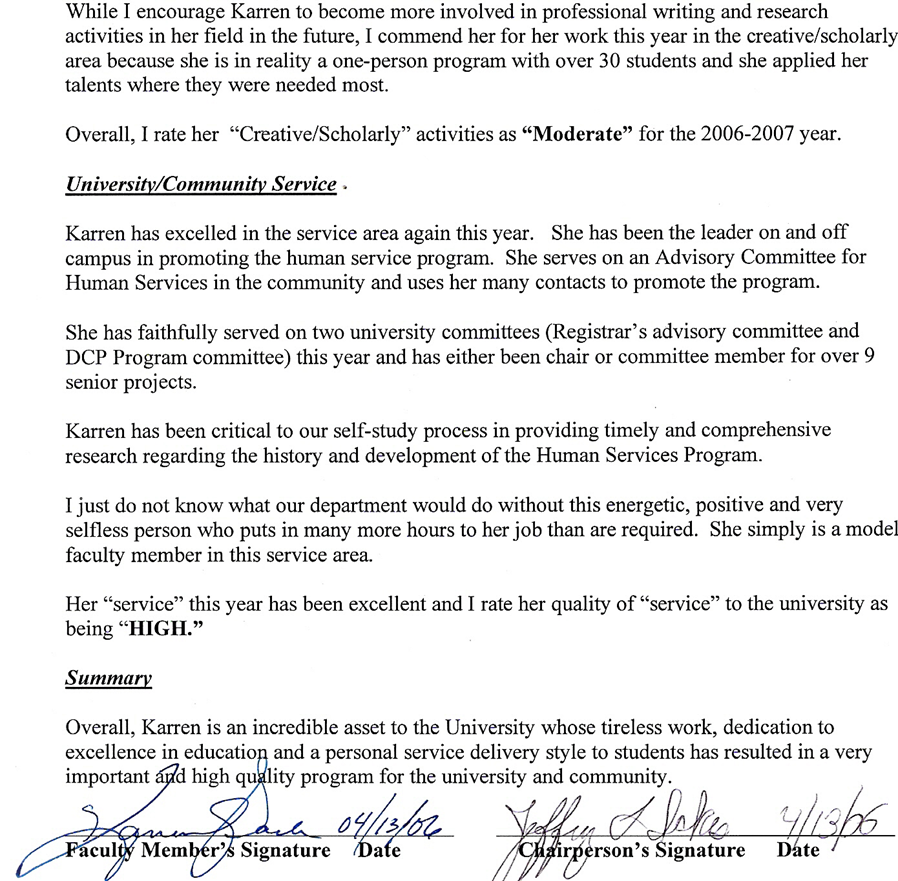 While I encourage Karren to become more involved in professional writing and research
activities in her field in the future, I commend her for her work this year in the creative/scholarly
area because she is in reality a one-person program with over 30 students and she applied her
talents where they were needed most.
Overall, I rate her “Creative/Scholarly” activities as “Moderate” for the 2006-2007 year.
University/Community Service
Karren has excelled in the service area again this year. She has been the leader on and off
campus in promoting the human service program. She serves on an Advisory Committee for
Human Services in the community and uses her many contacts to promote the program.
She has faithfully served on two university committees (Registrar’s advisory committee and
DCP Program committee) this year and has either been chair or committee member for over 9
senior projects.
Karren has been critical to our self-study process in providing timely and comprehensive
research regarding the history and development of the Human Services Program.
I just do not know what our department would do without this energetic, positive and very
selfless person who puts in many more hours to her job than are required. She simply is a model
faculty member in this service area.
Her “service” this year has been excellent and I rate her quality of “service” to the university as
being “HIGH.”
Summary
Overall, Karren is an incredible asset to the University whose tireless work, dedication to
excellence in education and a personal service delivery style to students has resulted in a very
important and high quality program for the university and community.
Karren 04/13/06 Jeffry L 4/13/06
Faculty Member’s Signature Date Chairperson’s Signature Date